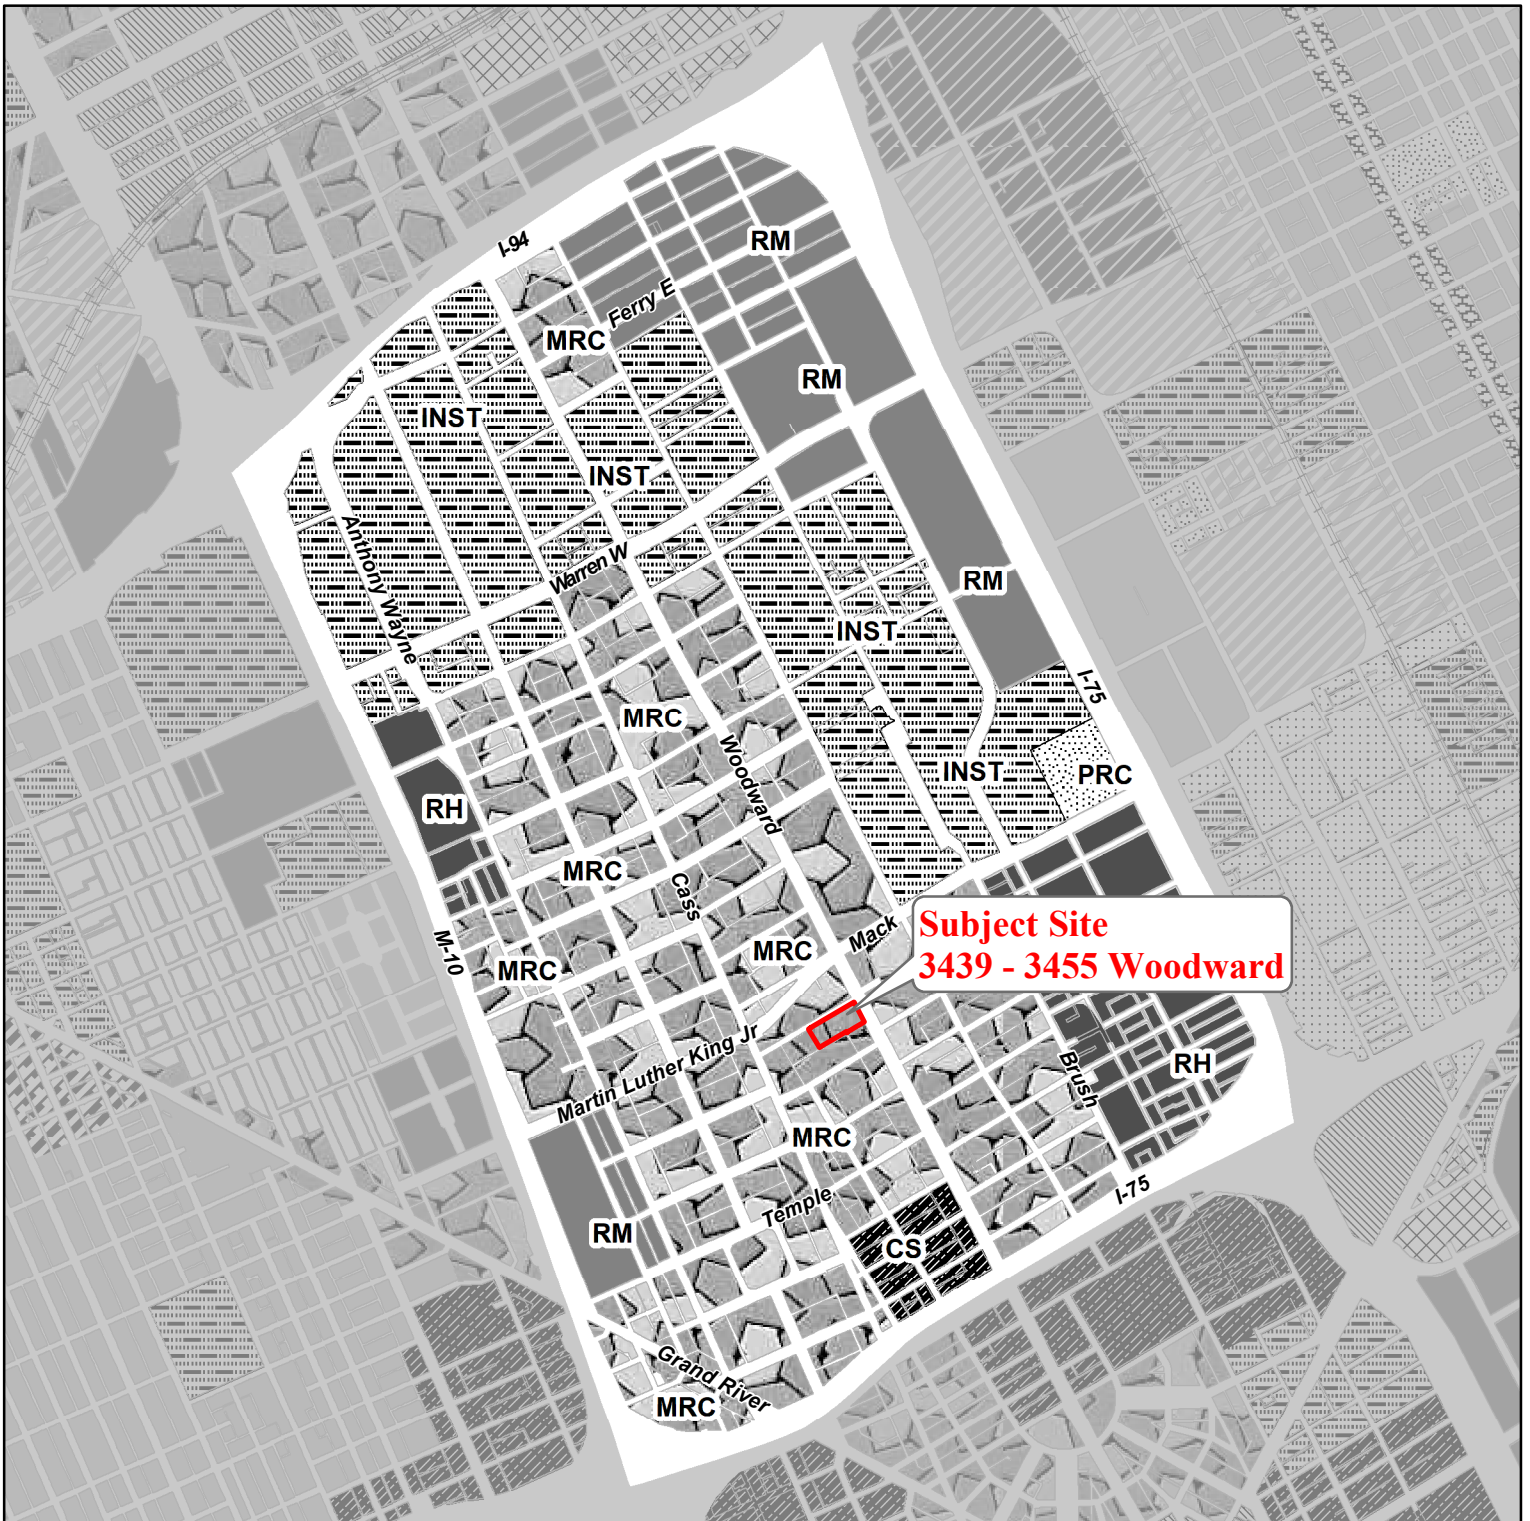 I-94
RM
Ferry E
MRC
RM
INST
INST
Anthony Wayne
Warren W
RM
INST
I-75
MRC
Woodward
INST
PRC
RH
MRC
Cass
Mack
Subject Site
3439 - 3455 Woodward
M-10
MRC
MRC
Martin Luther King Jr
Brush
RH
MRC
I-75
Temple
RM
CS
Grand River
MRC